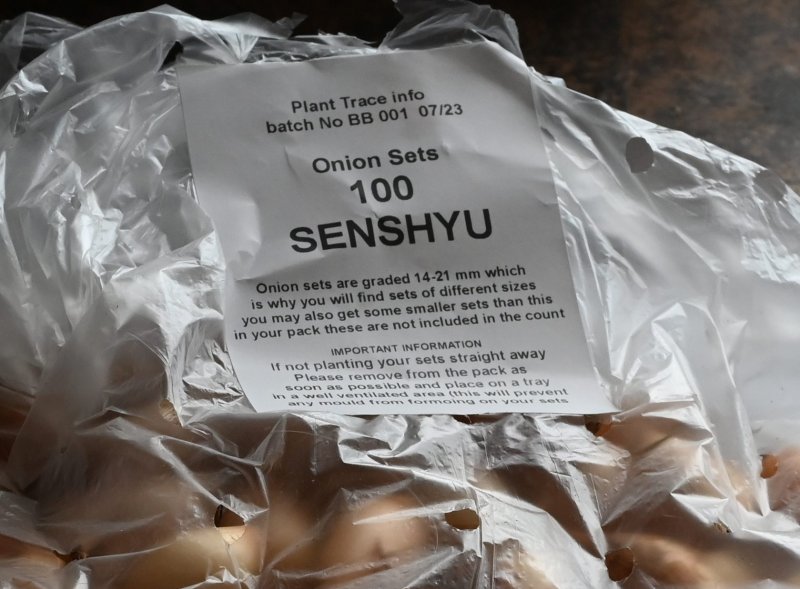 Plant Trace info
batch No BB 001 07/23
Onion Sets
100
SENSHYU
Onion sets are graded 14-21 mm which
is why you will find sets of different sizes
you may also get some smaller sets than this
in your pack these are not included in the count
IMPORTANT INFORMATION
If not planting your sets straight away
Please remove from the pack as
soon as possible and place on a tray
in a well ventilated area (this will prevent
any mould from formoing on your sets